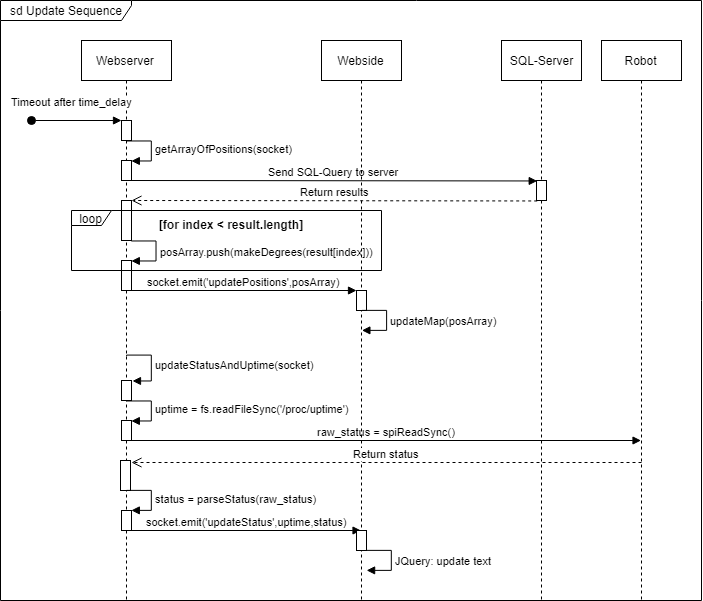 sd Update Sequence
Webserver
Webside
SQL-Server
Robot
Timeout after time_delay
getArrayOfPositions(socket)
Send SQL-Query to server
Return results
loop
[for index < result.length]
posArray.push(makeDegrees(result[index]))
socket.emit('updatePositions',posArray)
updateMap(posArray)
updateStatusAndUptime(socket)
uptime = fs.readFileSync('/proc/uptime')
raw_status = spiReadSync()
Return status
status = parseStatus(raw_status)
socket.emit('updateStatus',uptime,status)
JQuery: update text